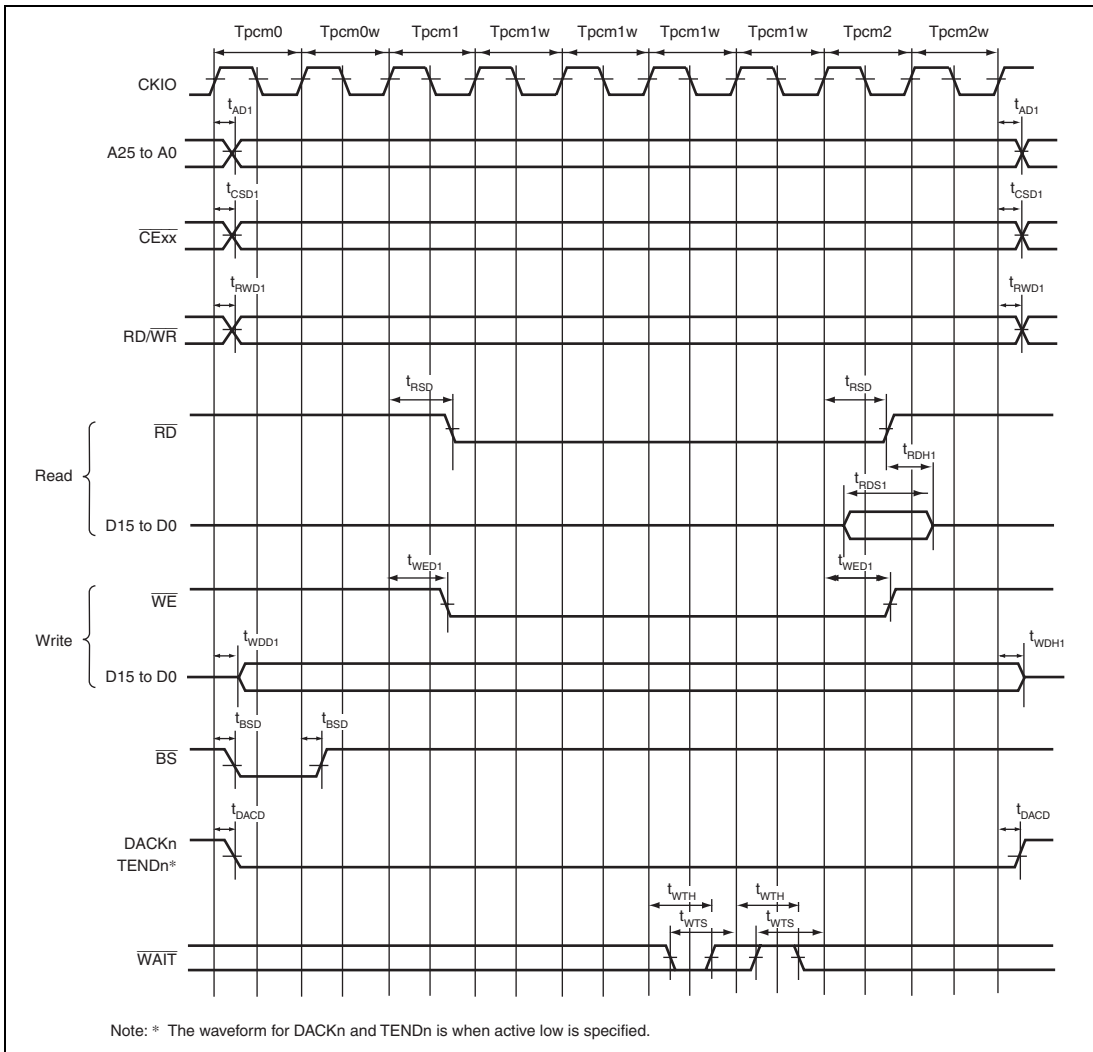 Tpcm0 Tpcm0w Tpcm1 Tpcm1w Tpcm1w Tpcm1w Tpcm1w Tpcm2 Tpcm2w
CKIO
tAD1 tAD1
A25 to A0
tCSD1 tCSD1
CExx
tRWD1 tRWD1
RD/WR
tRSD tRSD
RD
tRDH1
Read
tRDS1
D15 to D0
tWED1 tWED1
WE
Write
tWDD1 tWDH1
D15 to D0
tBSD tBSD
BS
tDACD tDACD
DACKn
TENDn*
tWTH tWTH
tWTS tWTS
WAIT
Note: * The waveform for DACKn and TENDn is when active low is specified.